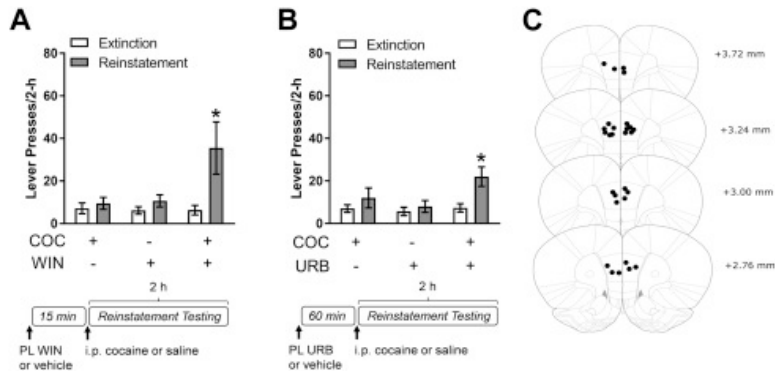 A
Extinction
Reinstatement
Lever Presses/2-h
80
60
40
20
0
*
COC + - +
WIN - + +
2 h
15 min
Reinstatement Testing
PL WIN
or vehicle
i.p. cocaine or saline
B
Extinction
Reinstatement
Lever Presses/2-h
80
60
40
20
0
*
COC + - +
URB - + +
2 h
60 min
Reinstatement Testing
PL URB
or vehicle
i.p. cocaine or saline
C
+3.72 mm
+3.24 mm
+3.00 mm
+2.76 mm